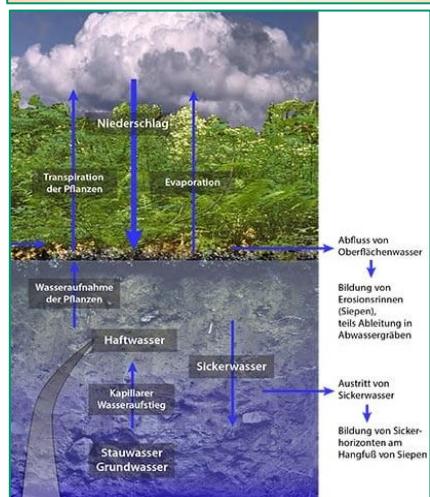 Niederschlag
Transpiration
der Pflanzen
Evaporation
Abfluss von
Oberflächenwasser
Bildung von
Erosionsrinnen
(Siepen),
teils Ableitung in
Abwassergräben
Wasseraufnahme
der Pflanzen
Haftwasser
Sickerwasser
Kapillarer
Wasseraufstieg
Austritt von
Sickerwasser
Bildung von Sicker-
horizonten am
Hangfuß von Siepen
Stauwasser
Grundwasser